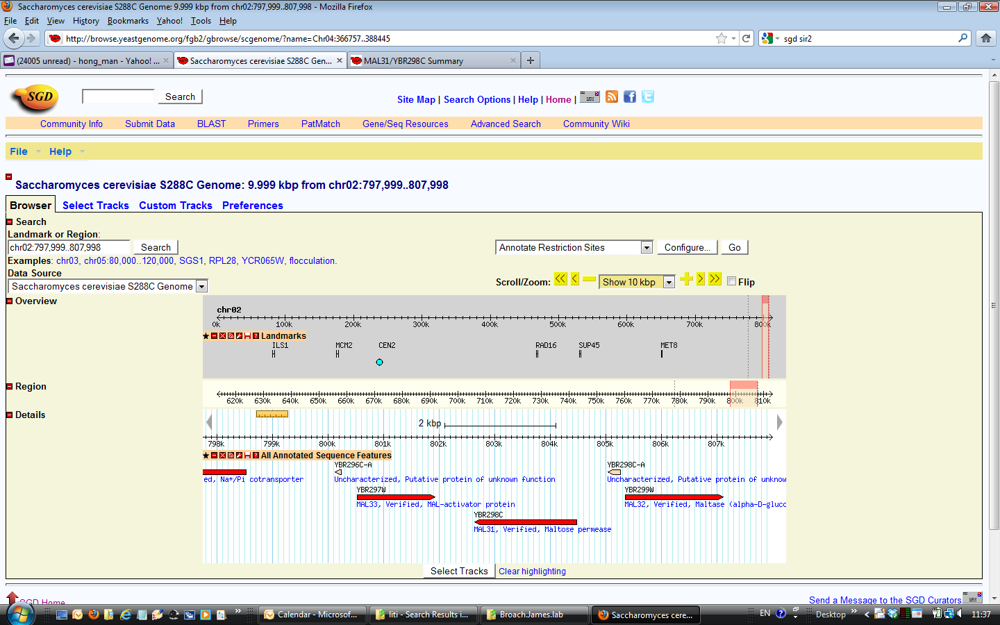 Saccharomyces cerevisiae S288C Genome: 9.999 kbp from chr02:797,999..807,998 - Mozilla Firefox
File Edit View History Bookmarks Yahoo! Tools Help
http://browse.yeastgenome.org/fgb2/gbrowse/scgenome/?name=Chr04:366757..388445
sgd sir2
(24005 unread) - hong_man - Yahoo! ...
Saccharomyces cerevisiae S288C Gen...
MAL31/YBR298C Summary
SGD
Search
Site Map | Search Options | Help | Home |
Community Info Submit Data BLAST Primers PatMatch Gene/Seq Resources Advanced Search Community Wiki
File Help
Saccharomyces cerevisiae S288C Genome: 9.999 kbp from chr02:797,999..807,998
Browser Select Tracks Custom Tracks Preferences
Search
Landmark or Region:
chr02:797,999..807,998 Search
Annotate Restriction Sites Configure... Go
Examples: chr03, chr05:80,000..120,000, SGS1, RPL28, YCR065W, flocculation.
Data Source
Saccharomyces cerevisiae S288C Genome
Scroll/Zoom: << < Show 10 kbp > >> Flip
Overview
chr02
0k 100k 200k 300k 400k 500k 600k 700k 800k
Landmarks
ILS1 MCM2 CEN2 RAD16 SUP45 MET8
Region
620k 630k 640k 650k 660k 670k 680k 690k 700k 710k 720k 730k 740k 750k 760k 770k 780k 790k 800k 810k
Details
2 kbp
798k 799k 800k 801k 802k 803k 804k 805k 806k 807k
All Annotated Sequence Features
YBR296C-A YBR298C-A
ed, Na+/Pi cotransporter Uncharacterized, Putative protein of unknown function Uncharacterized, Putative protein of unknow
YBR297W YBR299W
MAL33, Verified, MAL-activator protein MAL32, Verified, Maltase (alpha-D-gluco
YBR298C
MAL31, Verified, Maltose permease
Select Tracks Clear highlighting
SGD Home
Send a Message to the SGD Curators
Calendar - Microsof...
liti - Search Results i...
Broach.James.lab
Saccharomyces cere...
EN
Desktop
11:37